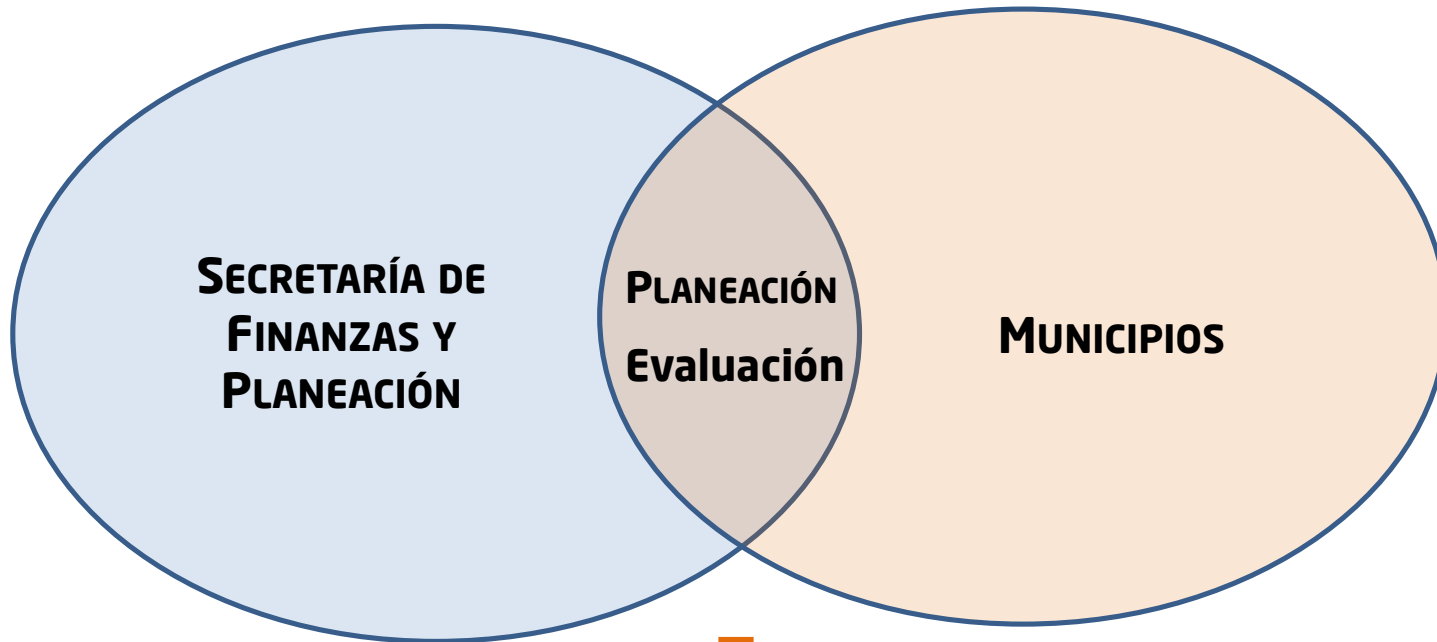 SECRETARÍA DE
FINANZAS Y
PLANEACIÓN
PLANEACIÓN
Evaluación
MUNICIPIOS